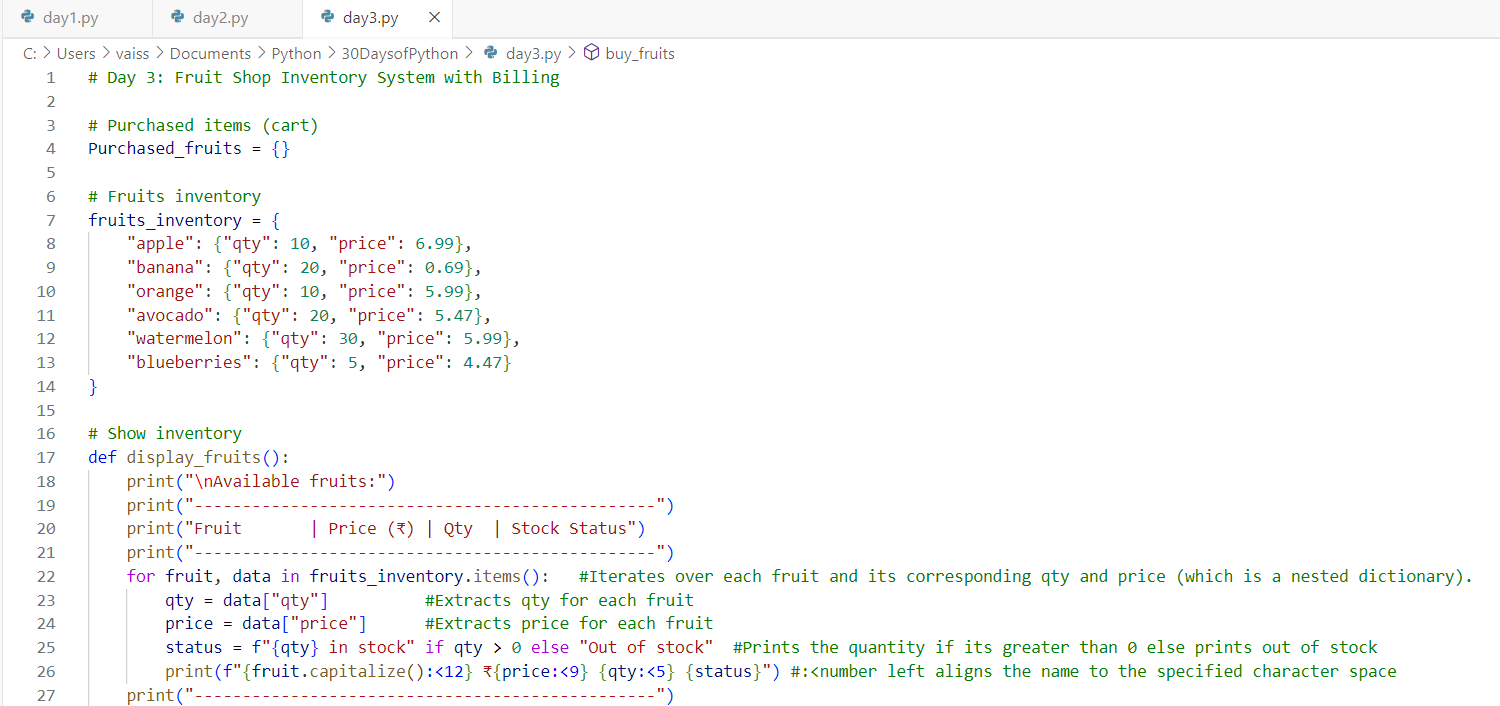 day1.py day2.py day3.py ×
C: > Users > vaiss > Documents > Python > 30DaysofPython > day3.py > buy_fruits
1 # Day 3: Fruit Shop Inventory System with Billing
2
3 # Purchased items (cart)
4 Purchased_fruits = {}
5
6 # Fruits inventory
7 fruits_inventory = {
8     "apple": {"qty": 10, "price": 6.99},
9     "banana": {"qty": 20, "price": 0.69},
10     "orange": {"qty": 10, "price": 5.99},
11     "avocado": {"qty": 20, "price": 5.47},
12     "watermelon": {"qty": 30, "price": 5.99},
13     "blueberries": {"qty": 5, "price": 4.47}
14 }
15
16 # Show inventory
17 def display_fruits():
18     print("\nAvailable fruits:")
19     print("------------------------------------------------")
20     print("Fruit       | Price (₹) | Qty  | Stock Status")
21     print("------------------------------------------------")
22     for fruit, data in fruits_inventory.items():   #Iterates over each fruit and its corresponding qty and price (which is a nested dictionary).
23         qty = data["qty"]          #Extracts qty for each fruit
24         price = data["price"]      #Extracts price for each fruit
25         status = f"{qty} in stock" if qty > 0 else "Out of stock"  #Prints the quantity if its greater than 0 else prints out of stock
26         print(f"{fruit.capitalize():<12} ₹{price:<9} {qty:<5} {status}") #:<number left aligns the name to the specified character space
27     print("------------------------------------------------")